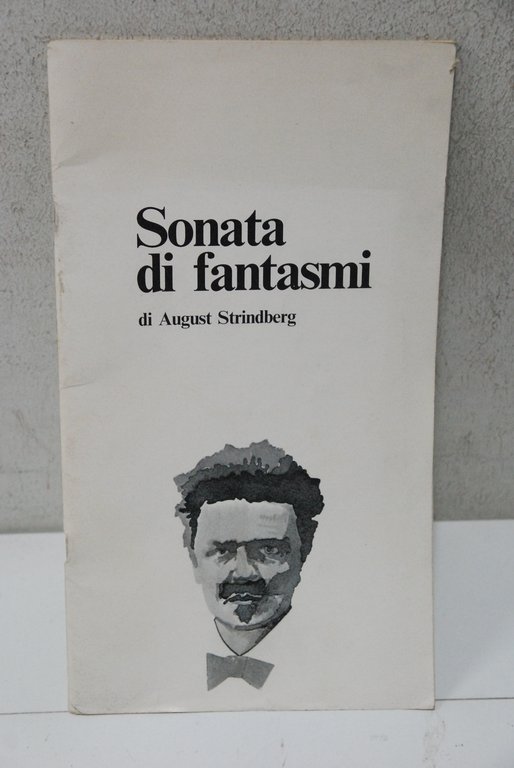 Sonata
di fantasmi
di August Strindberg